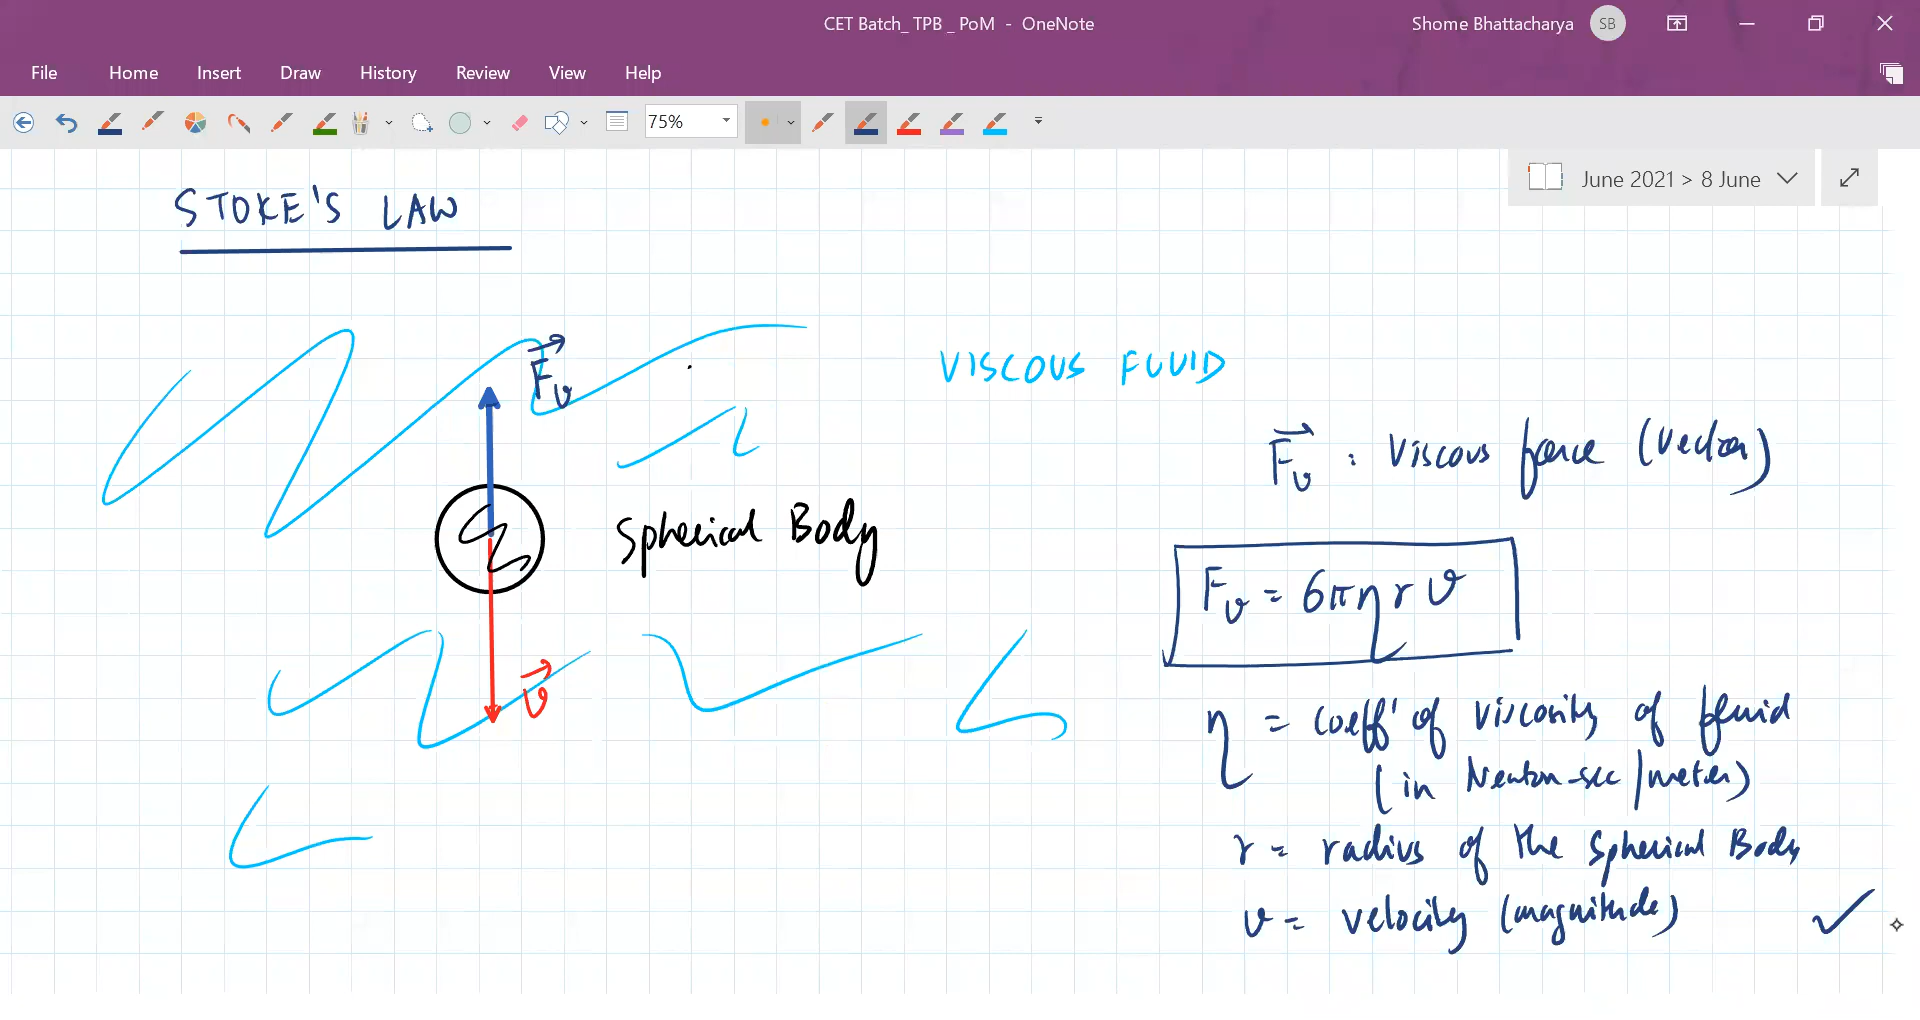 CET Batch_ TPB _ PoM - OneNote
Shome Bhattacharya SB
File Home Insert Draw History Review View Help
75%
June 2021 > 8 June
STOKE'S LAW
VISCOUS FLUID
F→ᵥ
F→ᵥ : Viscous force (Vector)
Spherical Body
Fᵥ = 6πηrv
v→
η = coeff' of viscosity of fluid
(in Newton-sec/meter)
r = radius of the Spherical Body
v = velocity (magnitude) ✓